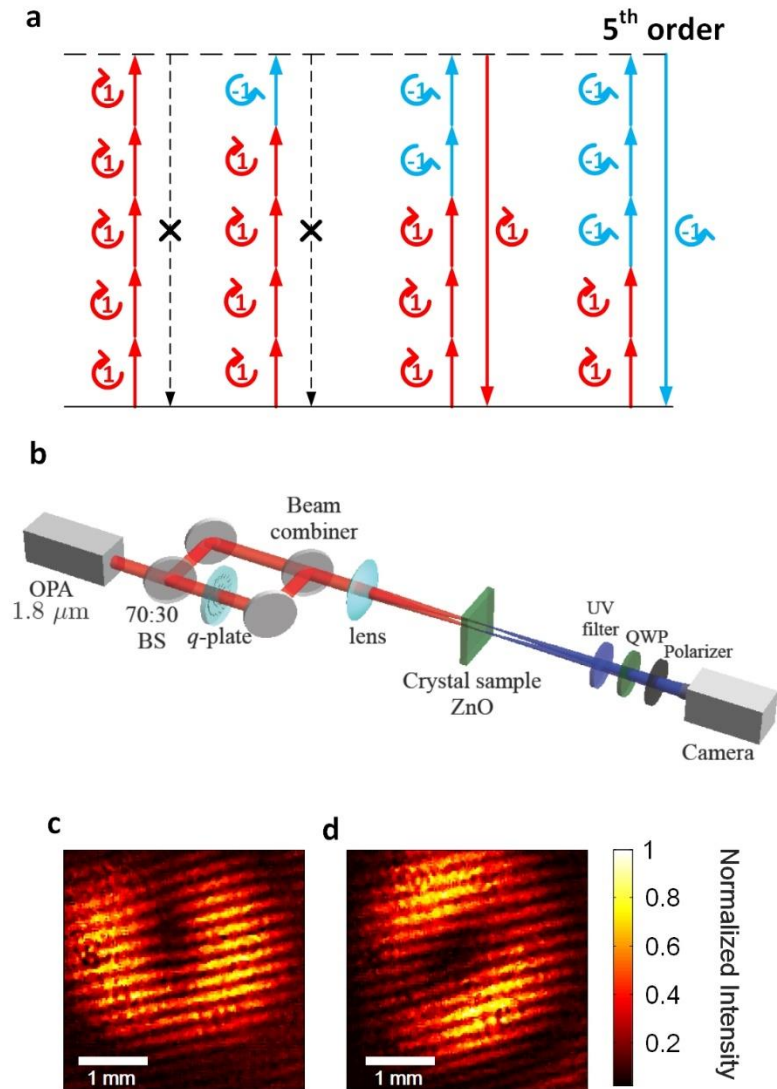 a
5th order
1 -1 -1 -1
1 1 -1 -1
1 1 1 1 -1 -1
1 1 1 1
1 1 1 1
b
Beam
combiner
OPA
1.8 μm
70:30
BS
q-plate
lens
Crystal sample
ZnO
UV
filter
QWP
Polarizer
Camera
c
d
1 mm
1 mm
1
0.8
0.6
0.4
0.2
Normalized Intensity